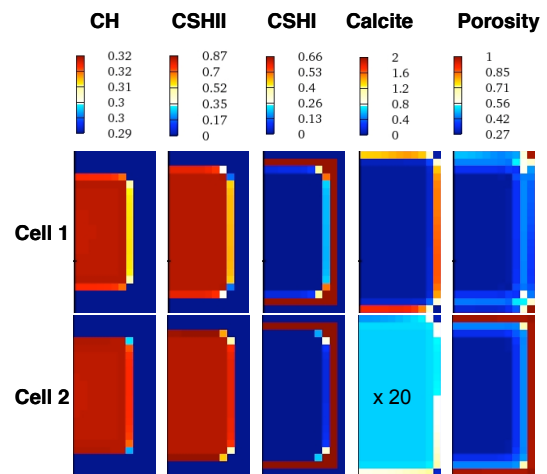 CH CSHII CSHI Calcite Porosity
0.32 0.87 0.66 2 1
0.32 0.7 0.53 1.6 0.85
0.31 0.52 0.4 1.2 0.71
0.3 0.35 0.26 0.8 0.56
0.3 0.17 0.13 0.4 0.42
0.29 0 0 0 0.27
Cell 1
Cell 2
x 20